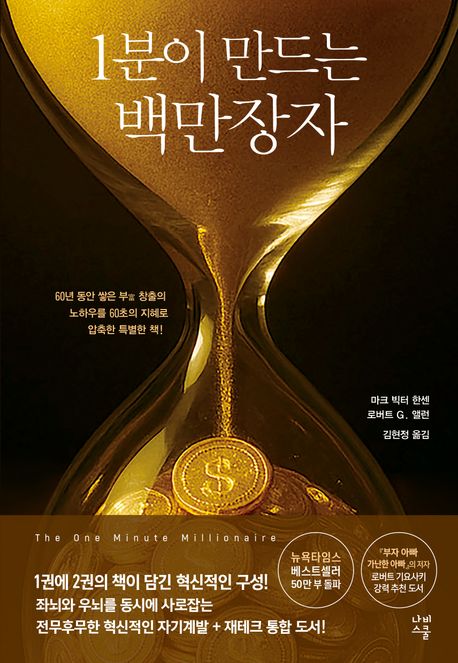 1분이 만드는
백만장자
60년 동안 쌓은 부富 창출의
노하우를 60초의 지혜로
압축한 특별한 책!
마크 빅터 한센
로버트 G. 앨런
김현정 옮김
$
The One Minute Millionaire
1권에 2권의 책이 담긴 혁신적인 구성!
좌뇌와 우뇌를 동시에 사로잡는
전무후무한 혁신적인 자기계발 + 재테크 통합 도서!
뉴욕타임스
베스트셀러
50만 부 돌파
『부자 아빠
가난한 아빠』의 저자
로버트 기요사키
강력 추천 도서
나비
스쿨